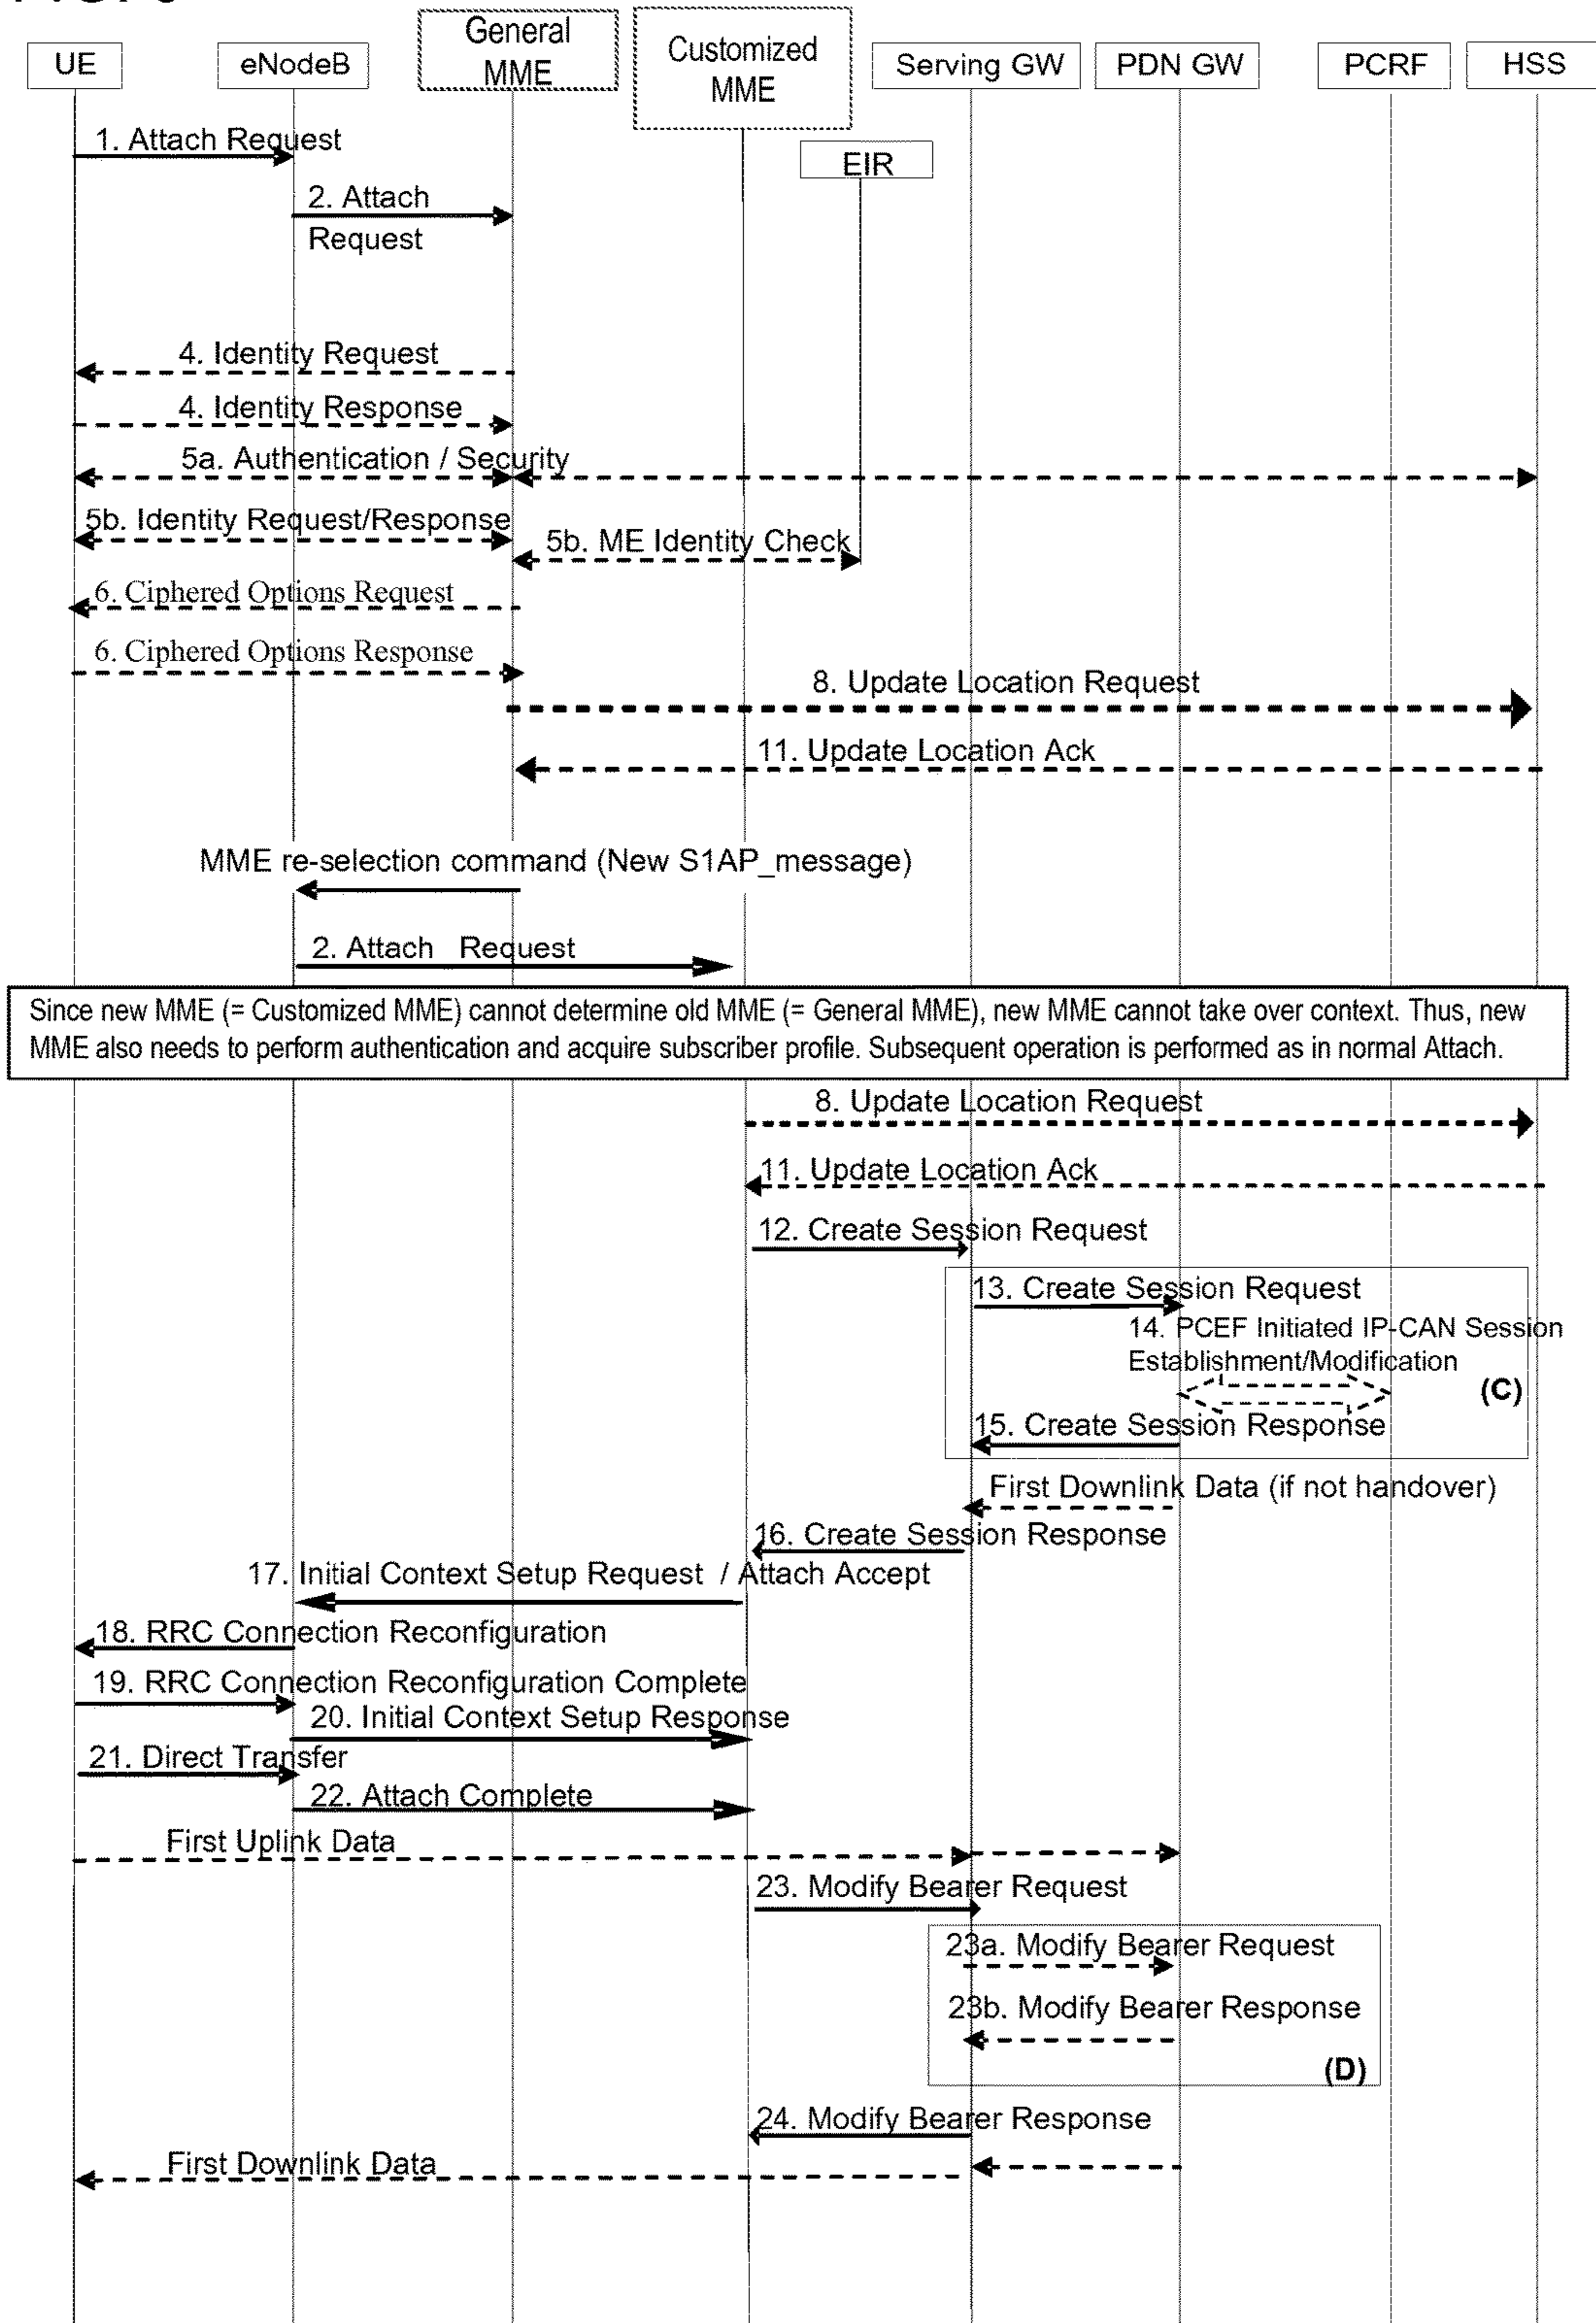 UE
eNodeB
General
MME
Customized
MME
Serving GW
PDN GW
PCRF
HSS
EIR
1. Attach Request
2. Attach
Request
4. Identity Request
4. Identity Response
5a. Authentication / Security
5b. Identity Request/Response
5b. ME Identity Check
6. Ciphered Options Request
6. Ciphered Options Response
8. Update Location Request
11. Update Location Ack
MME re-selection command (New S1AP_message)
2. Attach Request
Since new MME (= Customized MME) cannot determine old MME (= General MME), new MME cannot take over context. Thus, new
MME also needs to perform authentication and acquire subscriber profile. Subsequent operation is performed as in normal Attach.
8. Update Location Request
11. Update Location Ack
12. Create Session Request
13. Create Session Request
14. PCEF Initiated IP-CAN Session
Establishment/Modification
(C)
15. Create Session Response
First Downlink Data (if not handover)
16. Create Session Response
17. Initial Context Setup Request / Attach Accept
18. RRC Connection Reconfiguration
19. RRC Connection Reconfiguration Complete
20. Initial Context Setup Response
21. Direct Transfer
22. Attach Complete
First Uplink Data
23. Modify Bearer Request
23a. Modify Bearer Request
23b. Modify Bearer Response
(D)
24. Modify Bearer Response
First Downlink Data